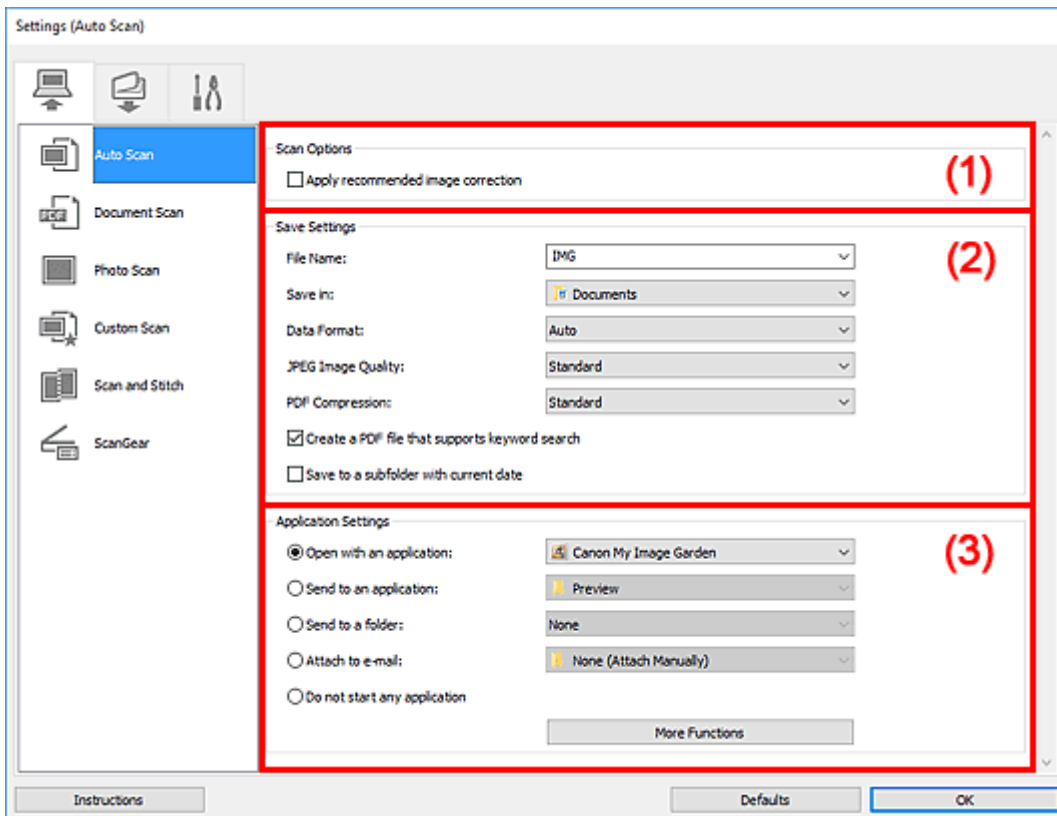 Settings (Auto Scan)
Auto Scan
Document Scan
Photo Scan
Custom Scan
Scan and Stitch
ScanGear
Scan Options
Apply recommended image correction
(1)
Save Settings
(2)
File Name: IMG
Save in: Documents
Data Format: Auto
JPEG Image Quality: Standard
PDF Compression: Standard
Create a PDF file that supports keyword search
Save to a subfolder with current date
Application Settings
(3)
Open with an application: Canon My Image Garden
Send to an application: Preview
Send to a folder: None
Attach to e-mail: None (Attach Manually)
Do not start any application
More Functions
Instructions Defaults OK